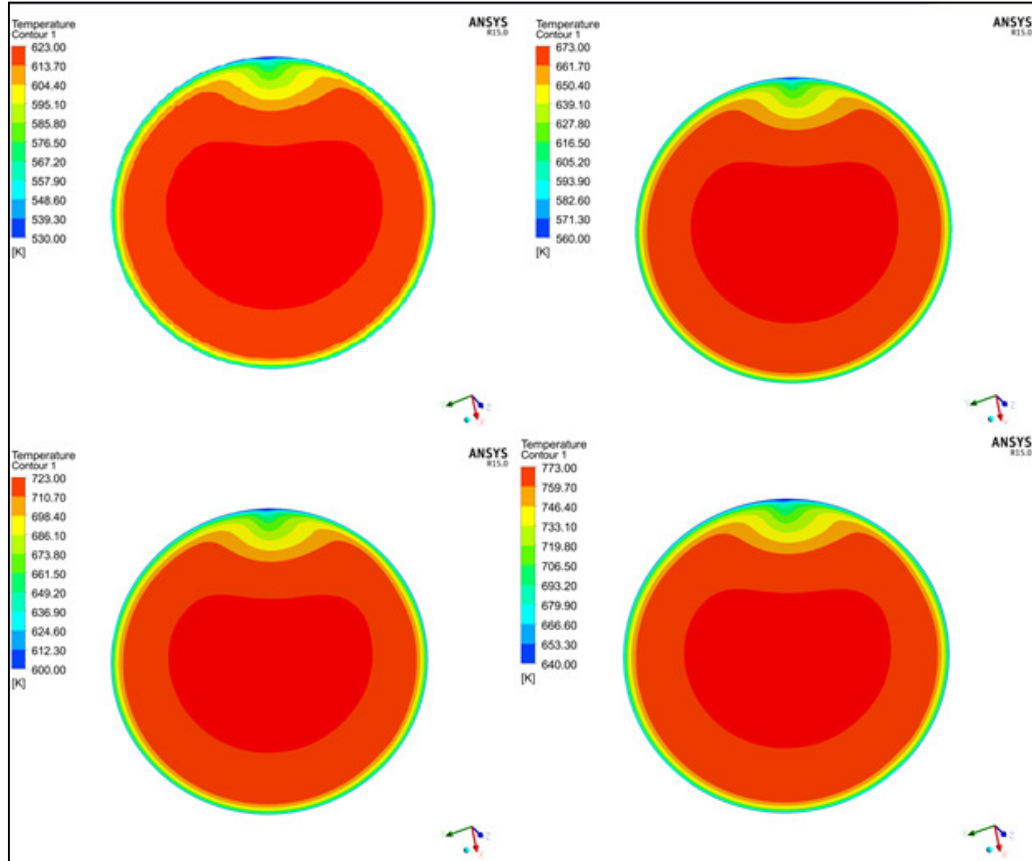 Temperature
Contour 1
623.00
613.70
604.40
595.10
585.80
576.50
567.20
557.90
548.60
539.30
530.00
[K]
ANSYS
R15.0
Y
Z
X
Temperature
Contour 1
673.00
661.70
650.40
639.10
627.80
616.50
605.20
593.90
582.60
571.30
560.00
[K]
ANSYS
R15.0
Y
Z
X
Temperature
Contour 1
723.00
710.70
698.40
686.10
673.80
661.50
649.20
636.90
624.60
612.30
600.00
[K]
ANSYS
R15.0
Y
Z
X
Temperature
Contour 1
773.00
759.70
746.40
733.10
719.80
706.50
693.20
679.90
666.60
653.30
640.00
[K]
ANSYS
R15.0
Y
Z
X